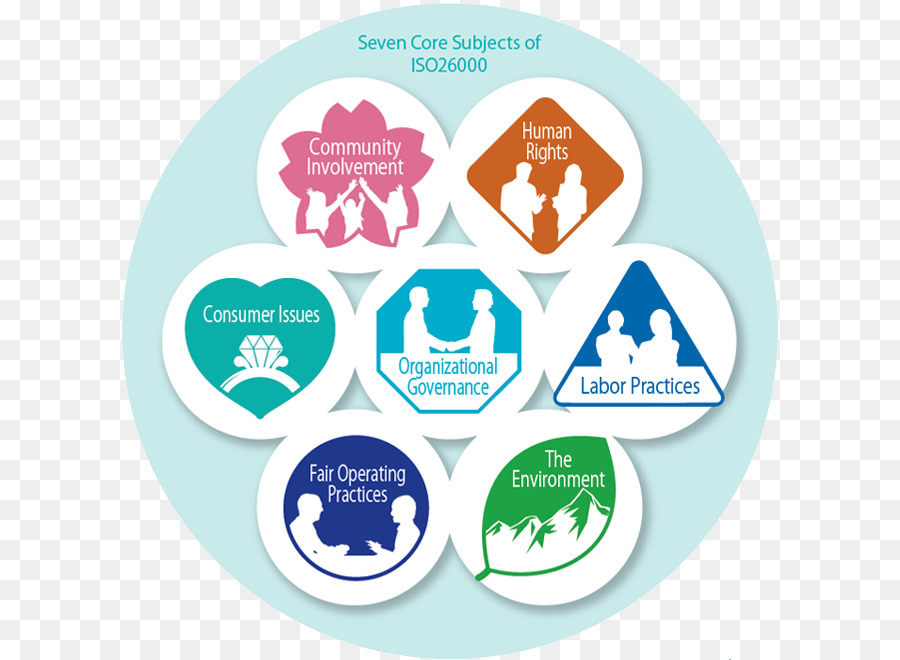 Seven Core Subjects of
ISO26000
Community
Involvement
Human
Rights
Consumer Issues
Organizational
Governance
Labor Practices
Fair Operating
Practices
The
Environment